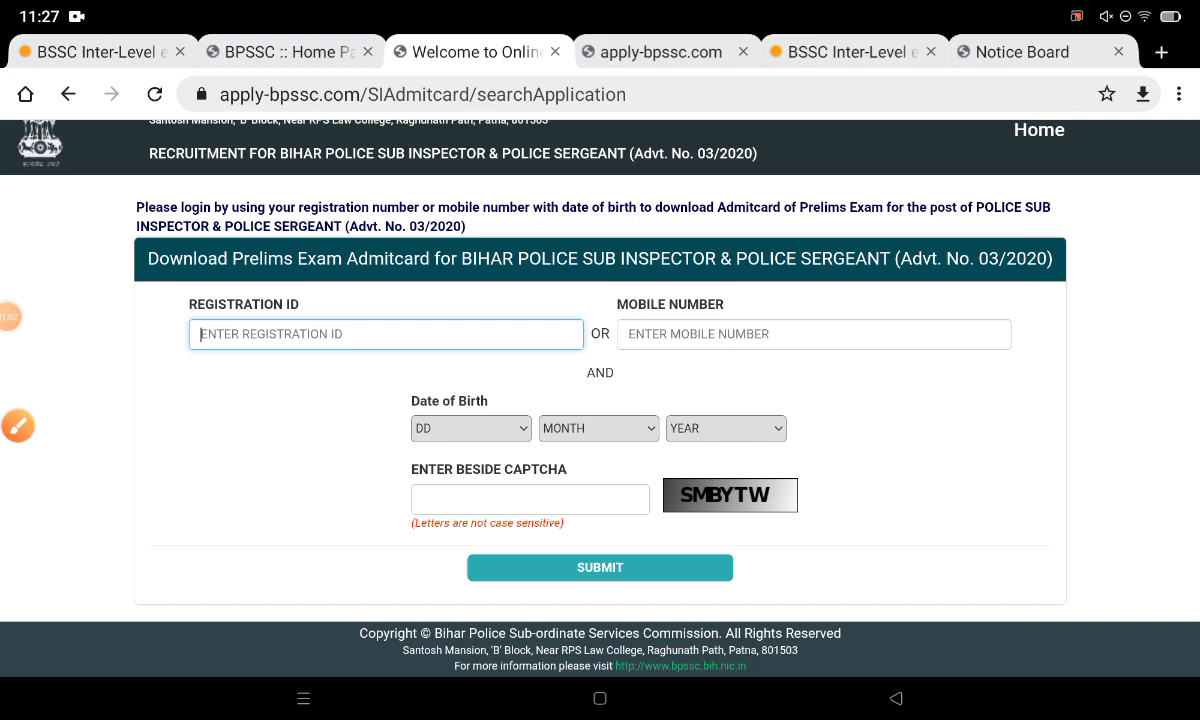 11:27
BSSC Inter-Level e
BPSSC :: Home Pa
Welcome to Onlin
apply-bpssc.com
BSSC Inter-Level e
Notice Board
apply-bpssc.com/SIAdmitcard/searchApplication
Santosh Mansion, 'B' Block, Near RPS Law College, Raghunath Path, Patna, 801503
Home
सत्यमेव जयते
RECRUITMENT FOR BIHAR POLICE SUB INSPECTOR & POLICE SERGEANT (Advt. No. 03/2020)
Please login by using your registration number or mobile number with date of birth to download Admitcard of Prelims Exam for the post of POLICE SUB
INSPECTOR & POLICE SERGEANT (Advt. No. 03/2020)
Download Prelims Exam Admitcard for BIHAR POLICE SUB INSPECTOR & POLICE SERGEANT (Advt. No. 03/2020)
REGISTRATION ID
MOBILE NUMBER
01:02
ENTER REGISTRATION ID
OR
ENTER MOBILE NUMBER
AND
Date of Birth
DD
MONTH
YEAR
ENTER BESIDE CAPTCHA
SMBYTW
(Letters are not case sensitive)
SUBMIT
Copyright © Bihar Police Sub-ordinate Services Commission. All Rights Reserved
Santosh Mansion, 'B' Block, Near RPS Law College, Raghunath Path, Patna, 801503
For more information please visit http://www.bpssc.bih.nic.in